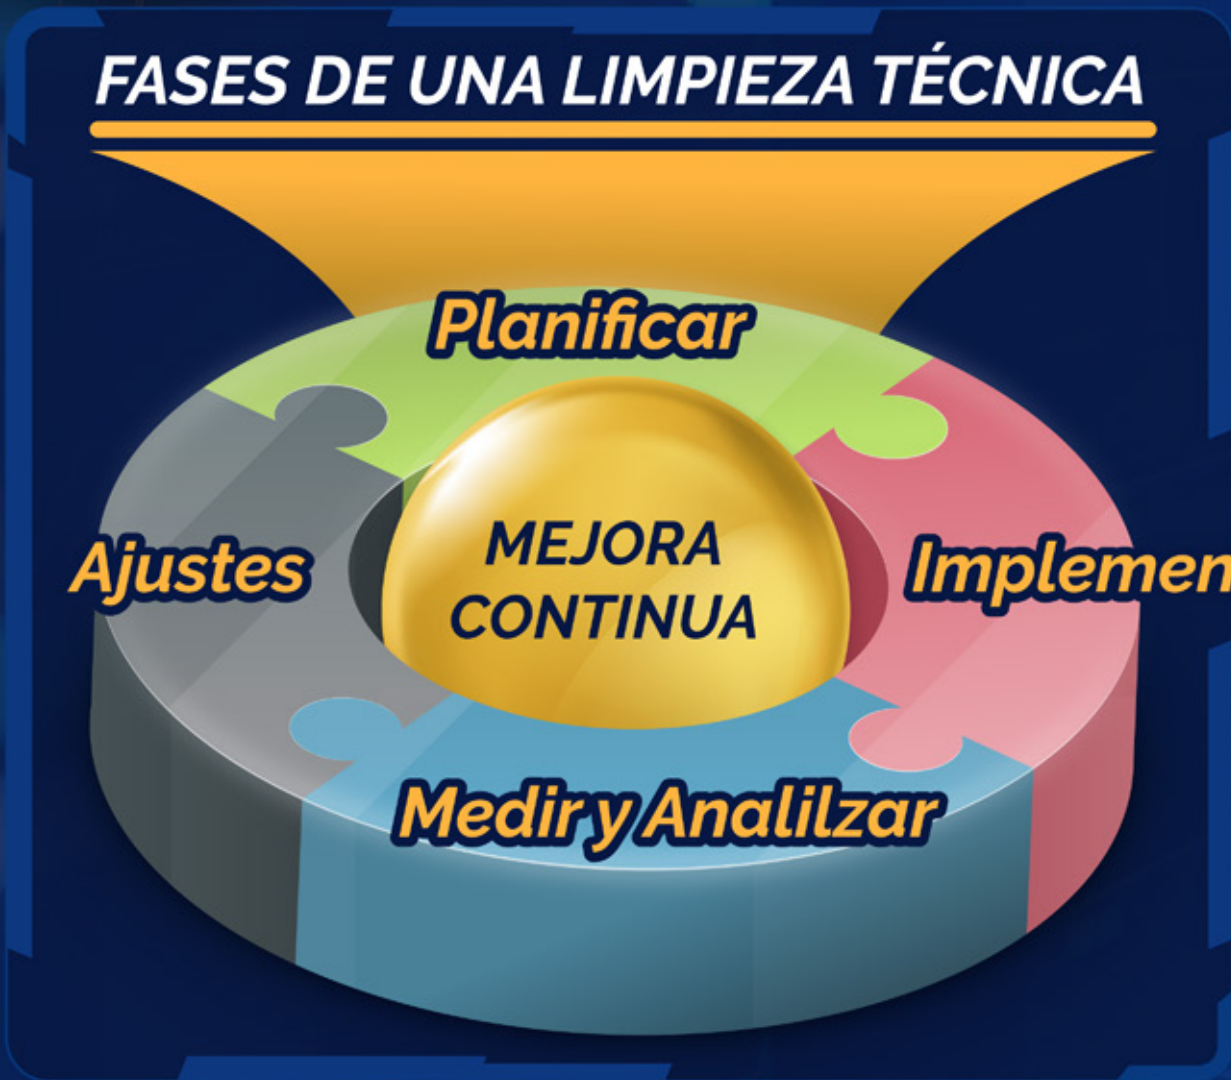 FASES DE UNA LIMPIEZA TÉCNICA
Planificar
MEJORA
CONTINUA
Ajustes
Implemen
Medir y Analilzar